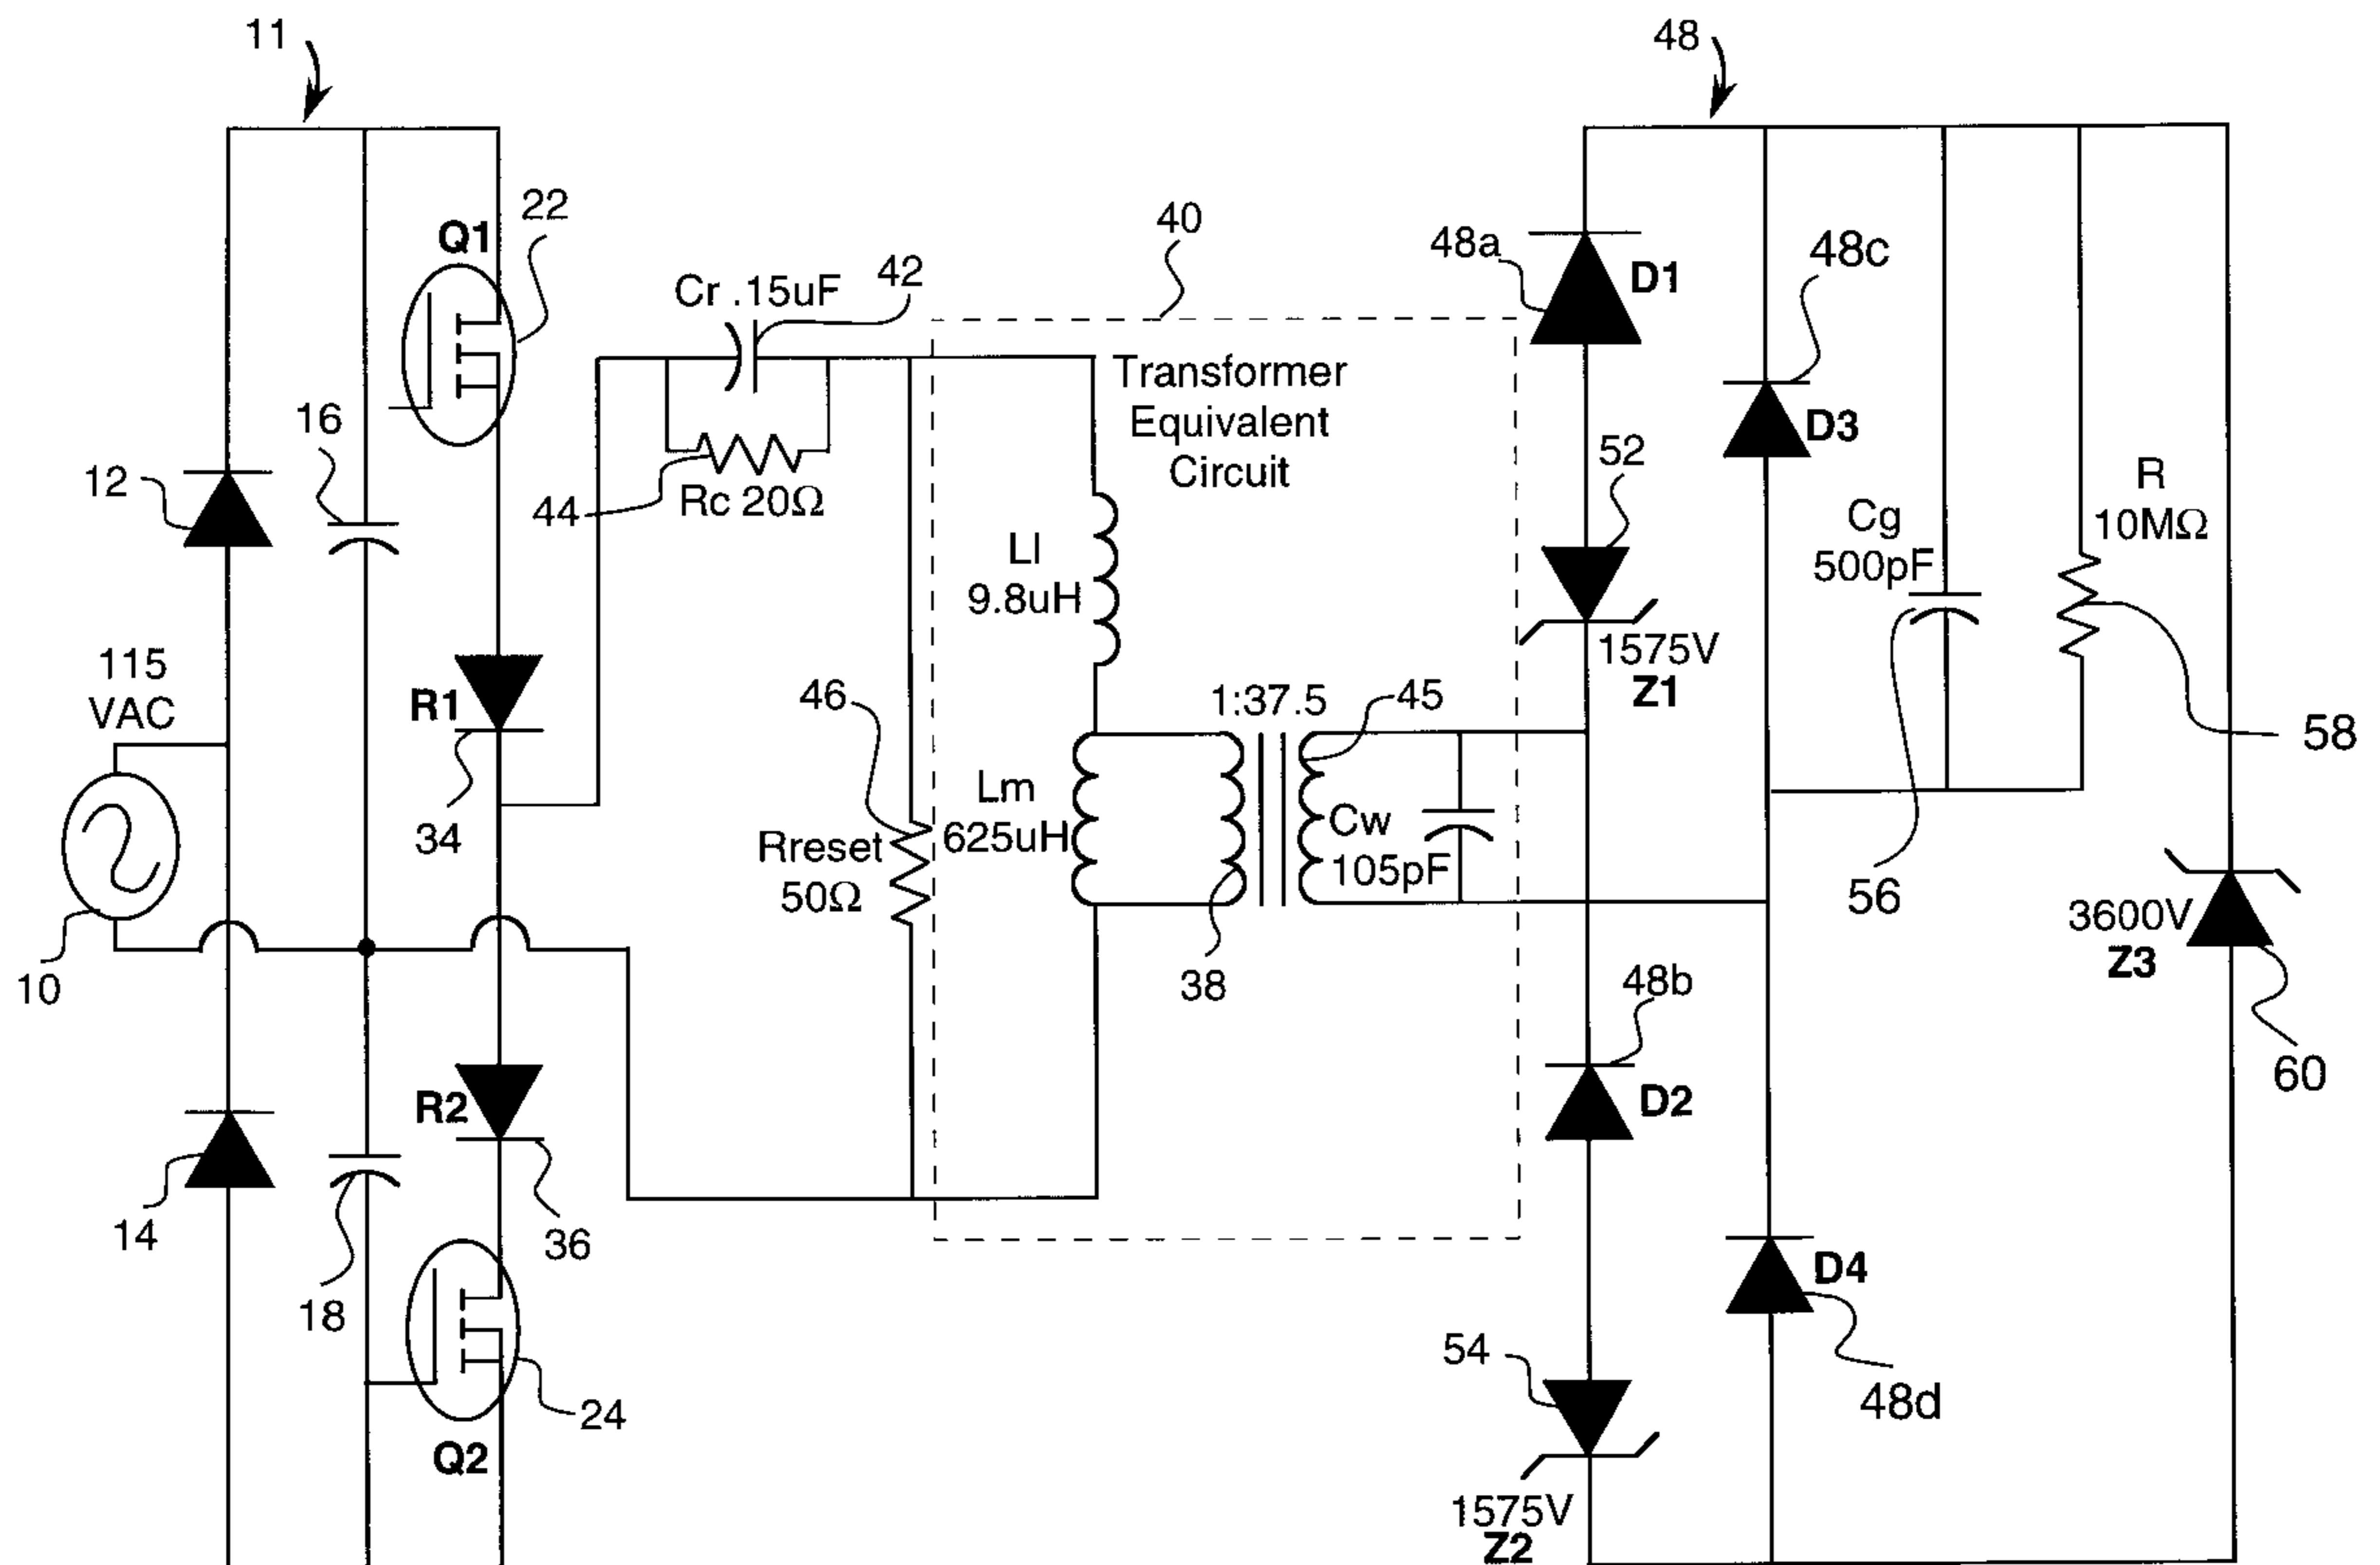 11
48
22
Q1
40
48a
D1
48c
Cr .15uF
42
Transformer
Equivalent
Circuit
D3
16
12
52
R
10MΩ
44
Rc 20Ω
Cg
500pF
Ll
9.8uH
115
VAC
1575V
Z1
R1
46
1:37.5
45
58
34
Lm
625uH
Cw
105pF
Rreset
50Ω
56
3600V
Z3
10
38
48b
60
R2
D2
14
36
18
D4
54
48d
24
Q2
1575V
Z2